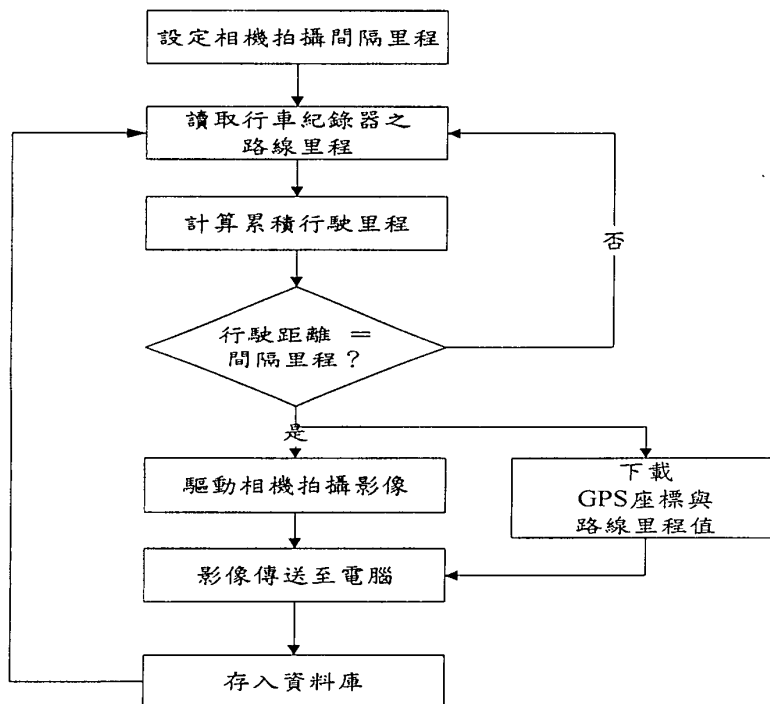 設定相機拍攝間隔里程
讀取行車紀錄器之
路線里程
計算累積行駛里程
否
行駛距離 =
間隔里程?
是
驅動相機拍攝影像
下載
GPS座標與
路線里程值
影像傳送至電腦
存入資料庫